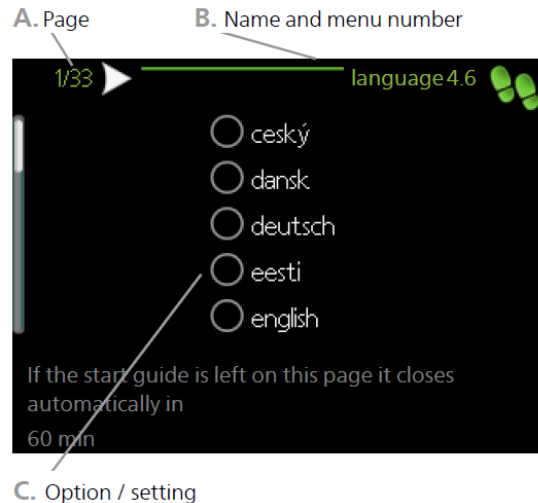 A. Page
B. Name and menu number
1/33
language 4.6
ceský
dansk
deutsch
eesti
english
If the start guide is left on this page it closes
automatically in
60 min
C. Option / setting